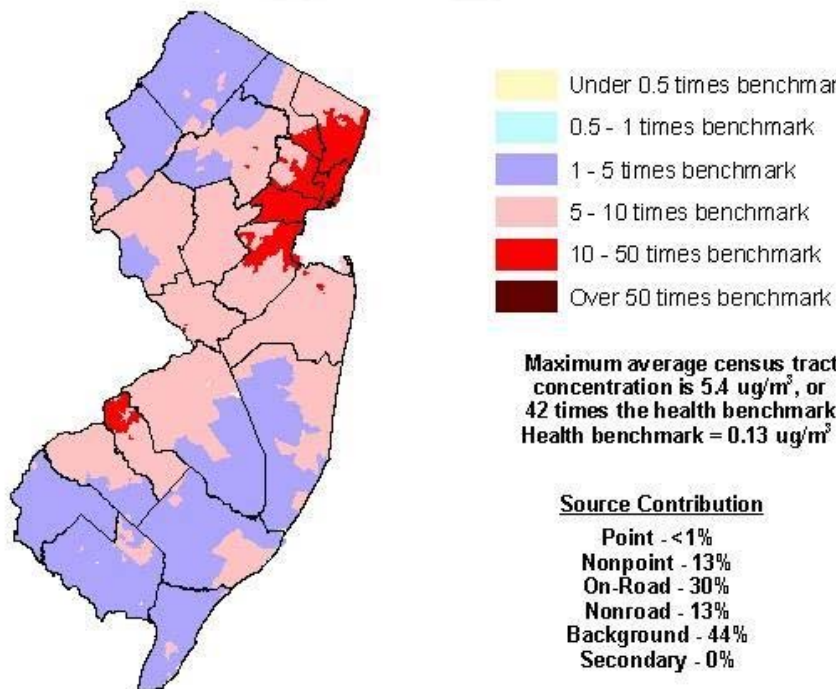 Under 0.5 times benchmar
0.5 - 1 times benchmark
1 - 5 times benchmark
5 - 10 times benchmark
10 - 50 times benchmark
Over 50 times benchmark
Maximum average census tract
concentration is 5.4 ug/m³, or
42 times the health benchmark
Health benchmark = 0.13 ug/m³
Source Contribution
Point - <1%
Nonpoint - 13%
On-Road - 30%
Nonroad - 13%
Background - 44%
Secondary - 0%